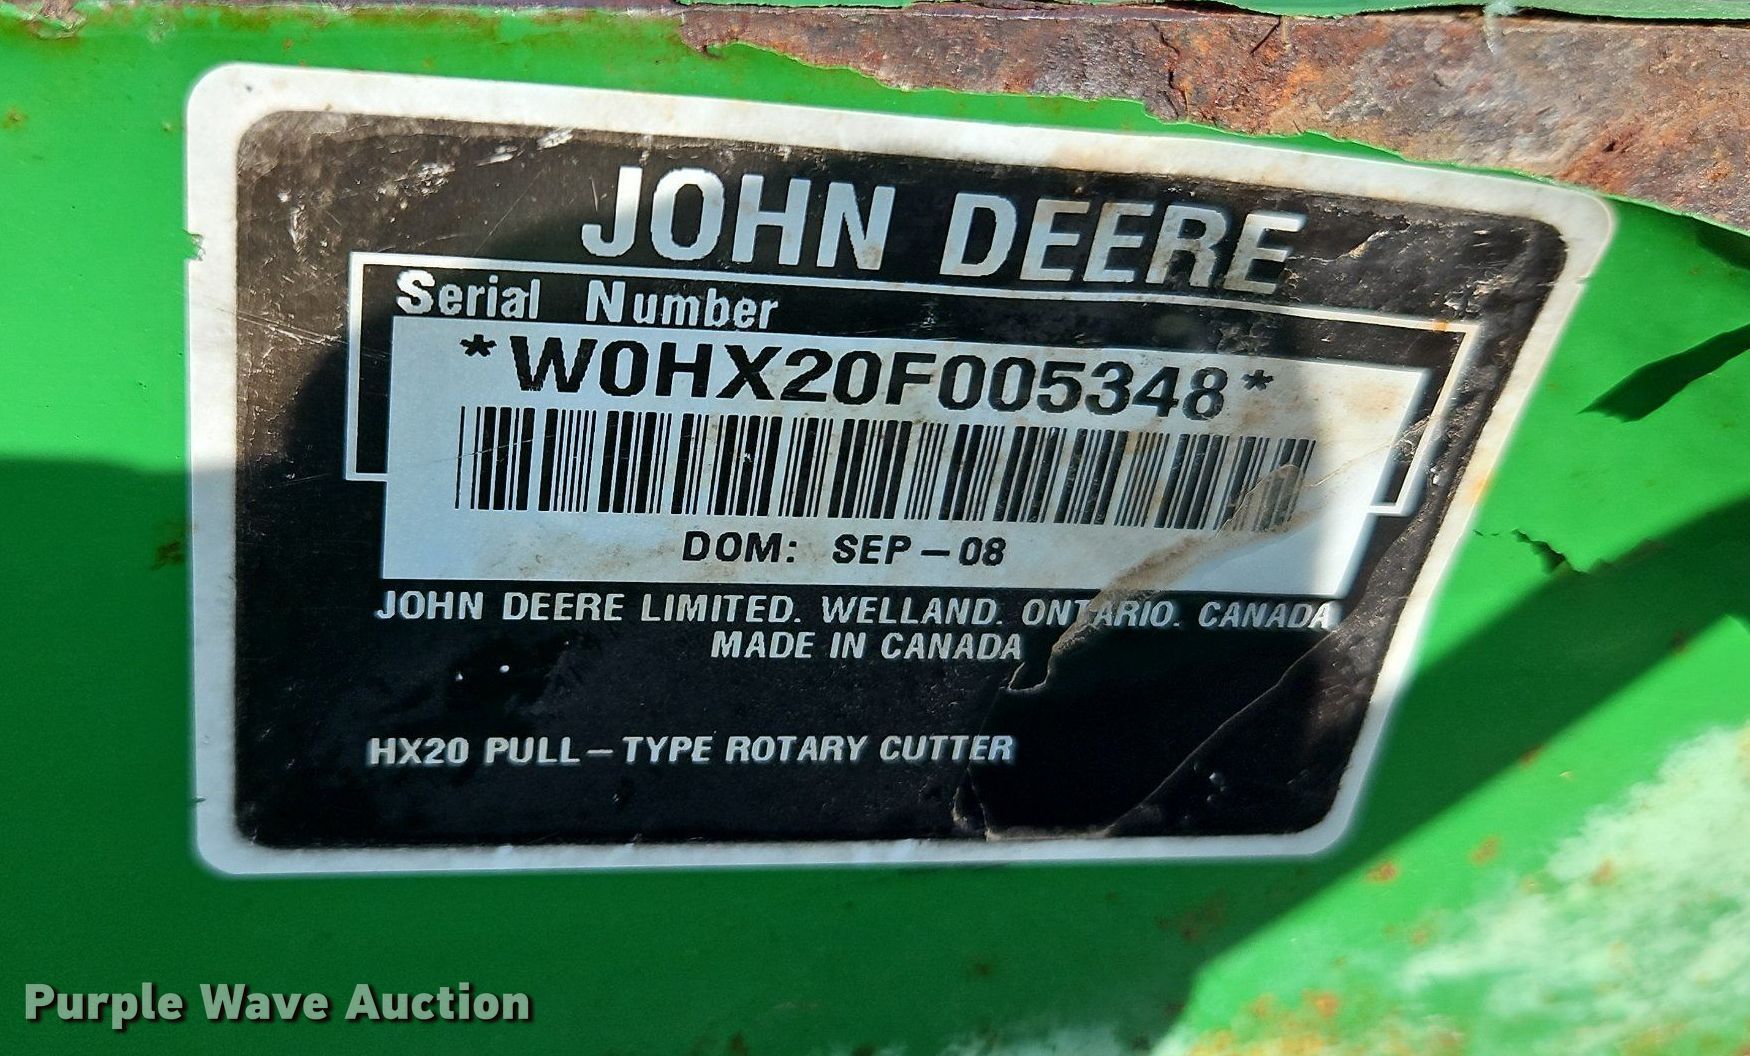 JOHN DEERE
Serial Number
*W0HX20F005348*
DOM: SEP-08
JOHN DEERE LIMITED. WELLAND. ONTARIO. CANADA
MADE IN CANADA
HX20 PULL-TYPE ROTARY CUTTER
Purple Wave Auction